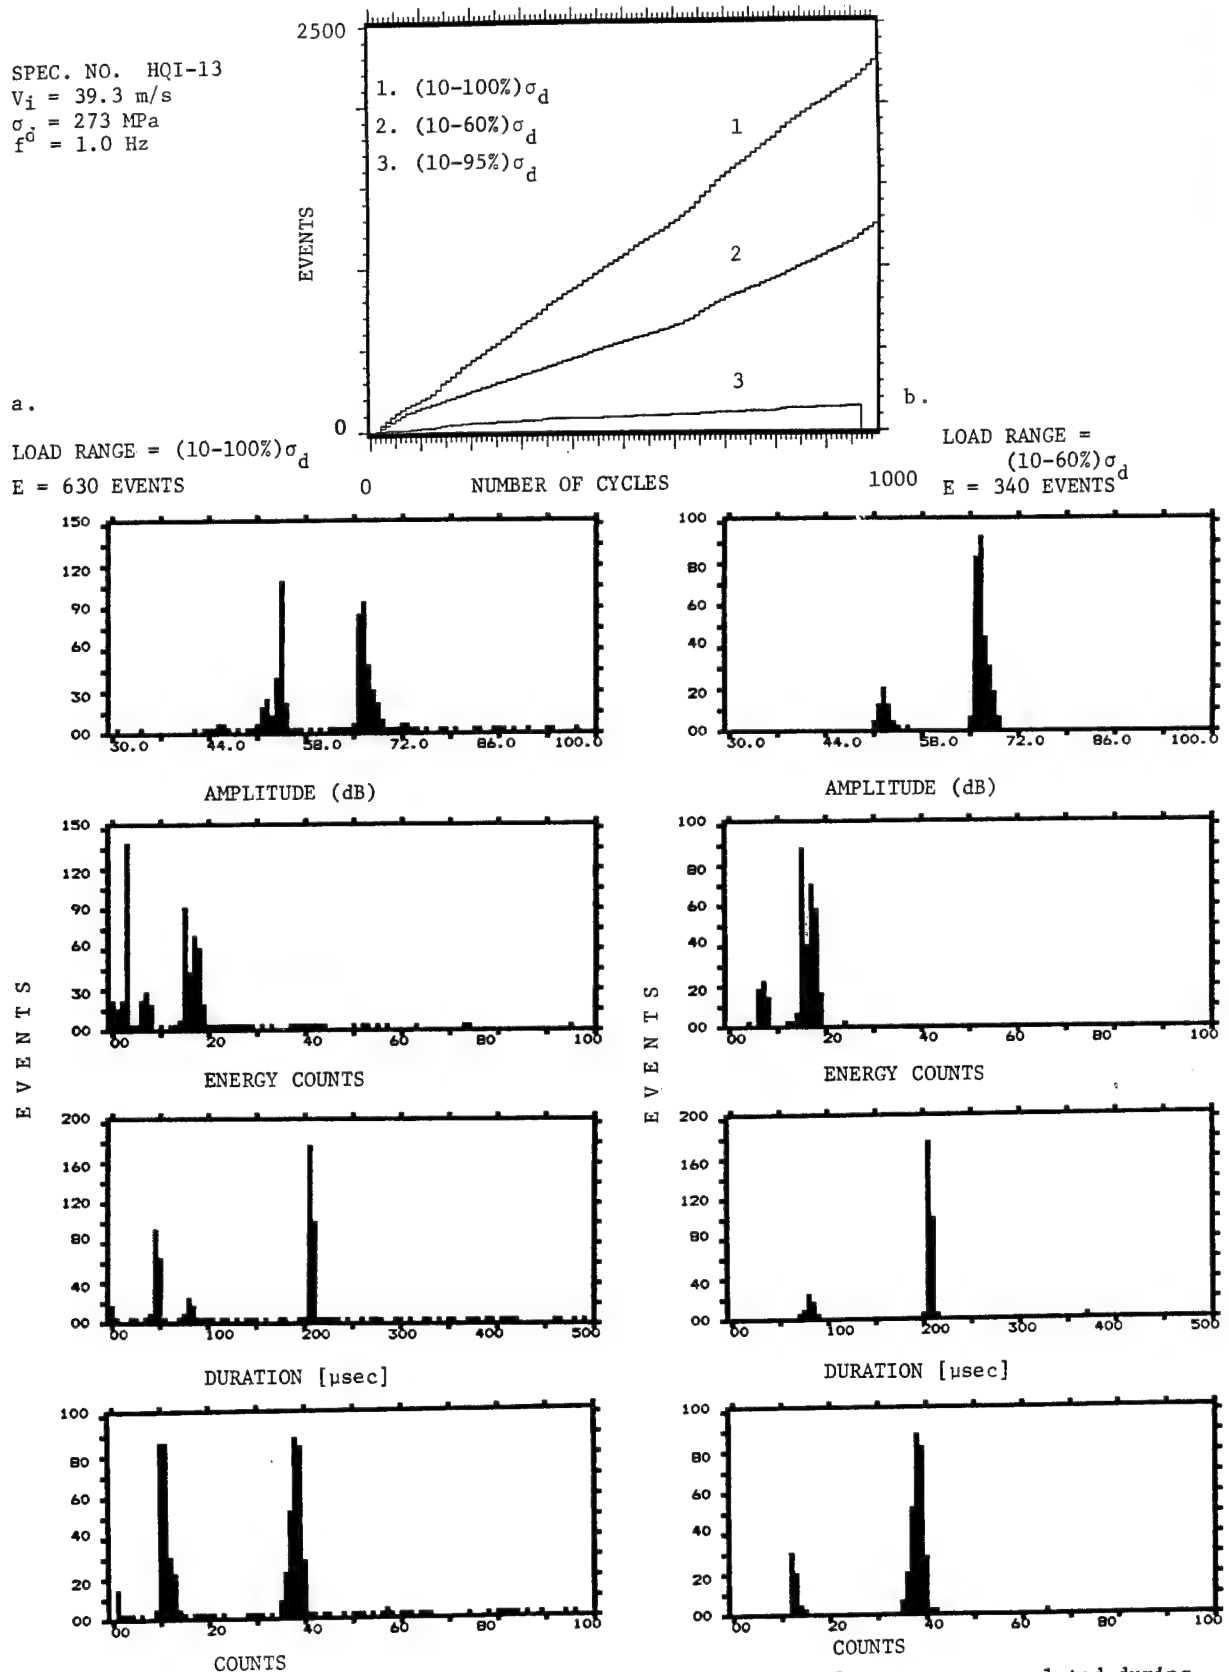 SPEC. NO. HQI-13
Vi = 39.3 m/s
σd = 273 MPa
f = 1.0 Hz
2500
1. (10-100%)σd
2. (10-60%)σd
3. (10-95%)σd
1
2
3
EVENTS
0
0
NUMBER OF CYCLES
1000
a.
LOAD RANGE = (10-100%)σd
E = 630 EVENTS
b.
LOAD RANGE =
(10-60%)σd
E = 340 EVENTS
150
120
90
60
30
00
30.0 44.0 58.0 72.0 86.0 100.0
AMPLITUDE (dB)
100
80
60
40
20
00
30.0 44.0 58.0 72.0 86.0 100.0
AMPLITUDE (dB)
150
120
90
60
30
00
00 20 40 60 80 100
ENERGY COUNTS
100
80
60
40
20
00
00 20 40 60 80 100
ENERGY COUNTS
EVENTS
EVENTS
200
160
120
80
40
00
00 100 200 300 400 500
DURATION [µsec]
200
160
120
80
40
00
00 100 200 300 400 500
DURATION [µsec]
100
80
60
40
20
00
00 20 40 60 80 100
COUNTS
100
80
60
40
20
00
00 20 40 60 80 100
COUNTS